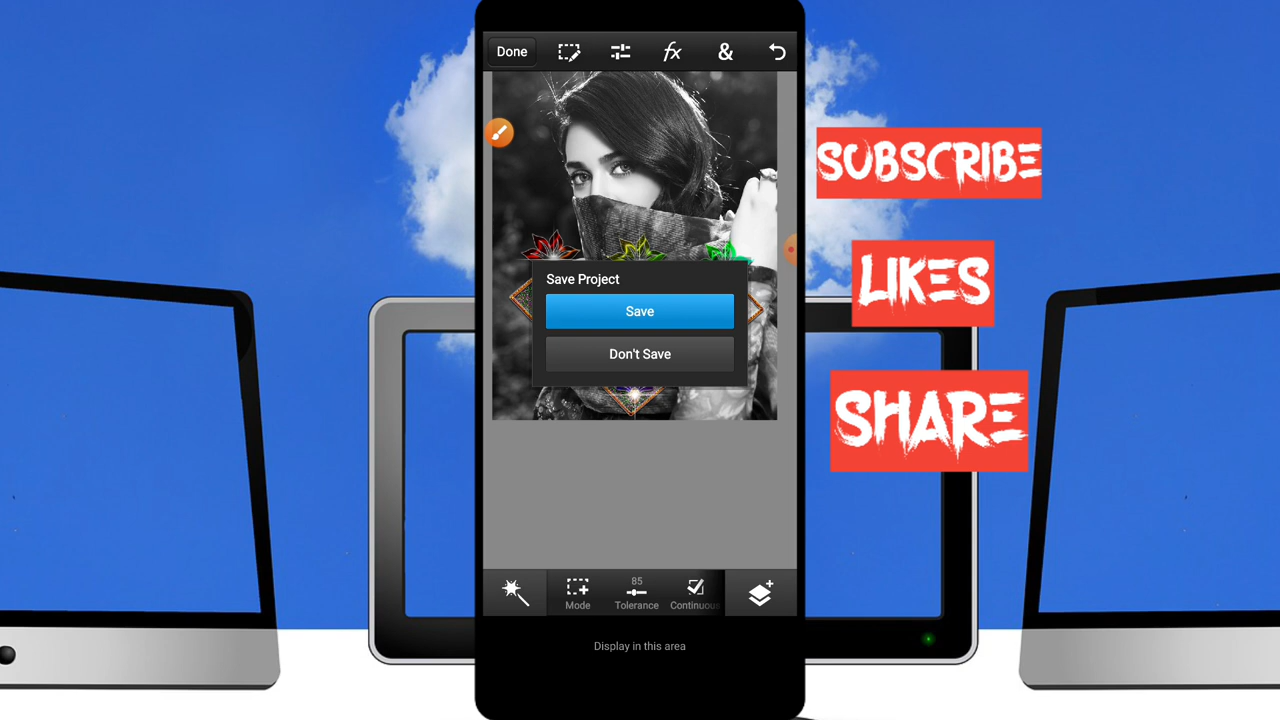 Done
fx
&
SUBSCRIBE
LIKES
SHARE
Save Project
Save
Don't Save
85
Mode
Tolerance
Continuous
Display in this area